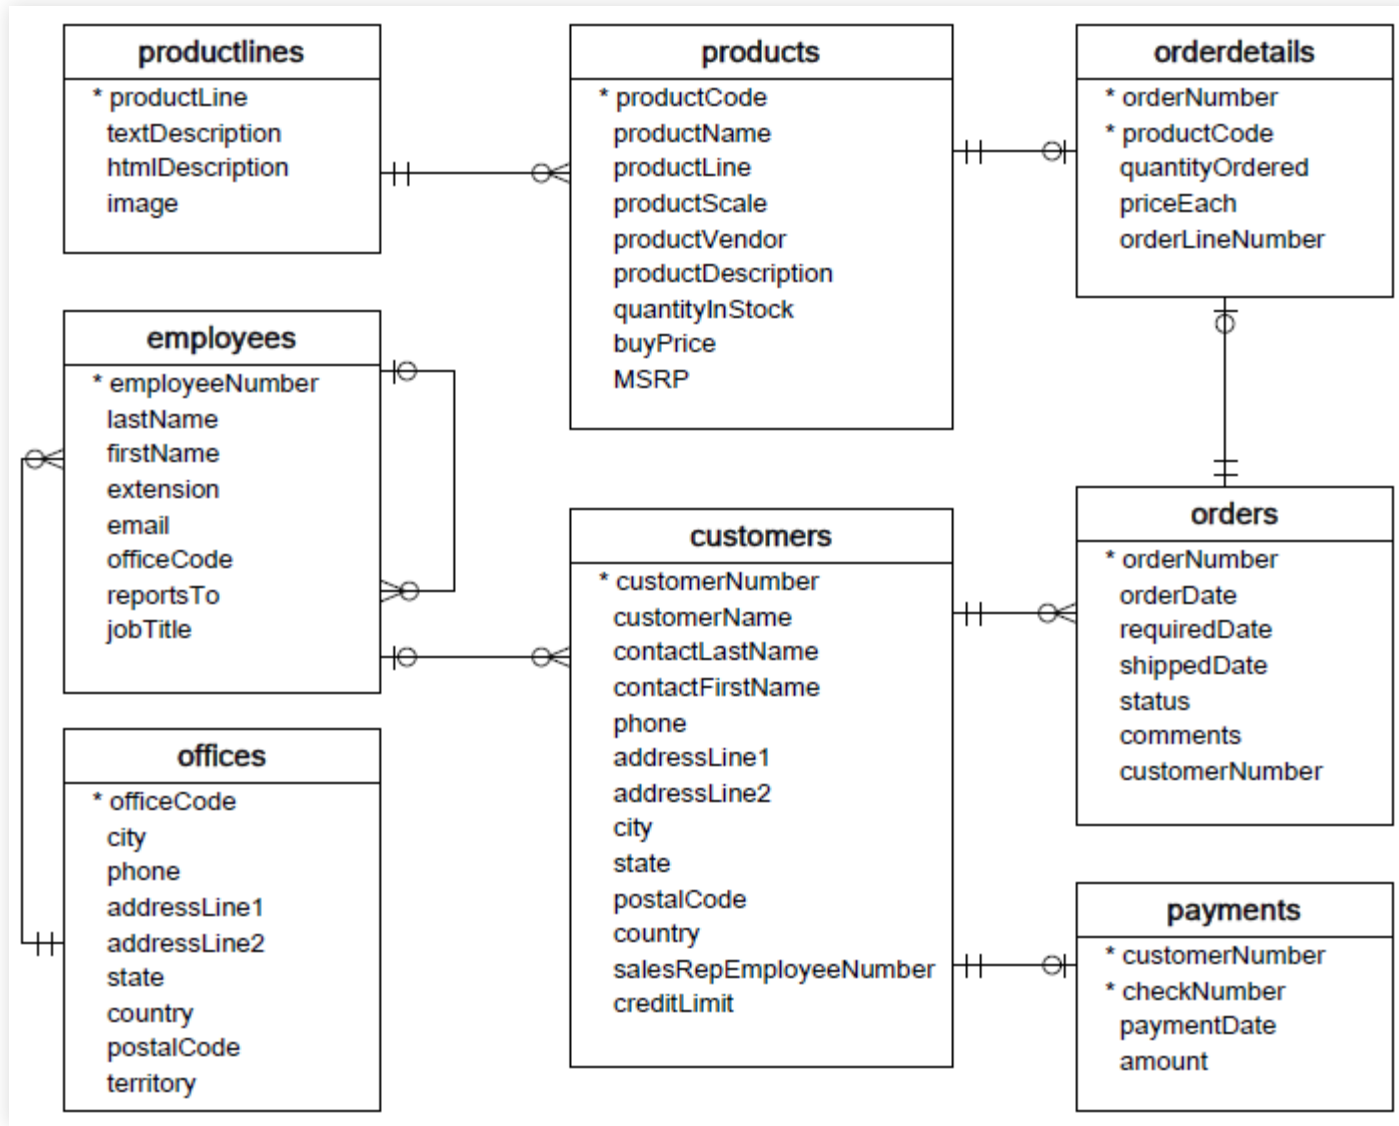 productlines
* productLine
textDescription
htmlDescription
image
products
* productCode
productName
productLine
productScale
productVendor
productDescription
quantityInStock
buyPrice
MSRP
orderdetails
* orderNumber
* productCode
quantityOrdered
priceEach
orderLineNumber
employees
* employeeNumber
lastName
firstName
extension
email
officeCode
reportsTo
jobTitle
customers
* customerNumber
customerName
contactLastName
contactFirstName
phone
addressLine1
addressLine2
city
state
postalCode
country
salesRepEmployeeNumber
creditLimit
orders
* orderNumber
orderDate
requiredDate
shippedDate
status
comments
customerNumber
offices
* officeCode
city
phone
addressLine1
addressLine2
state
country
postalCode
territory
payments
* customerNumber
* checkNumber
paymentDate
amount